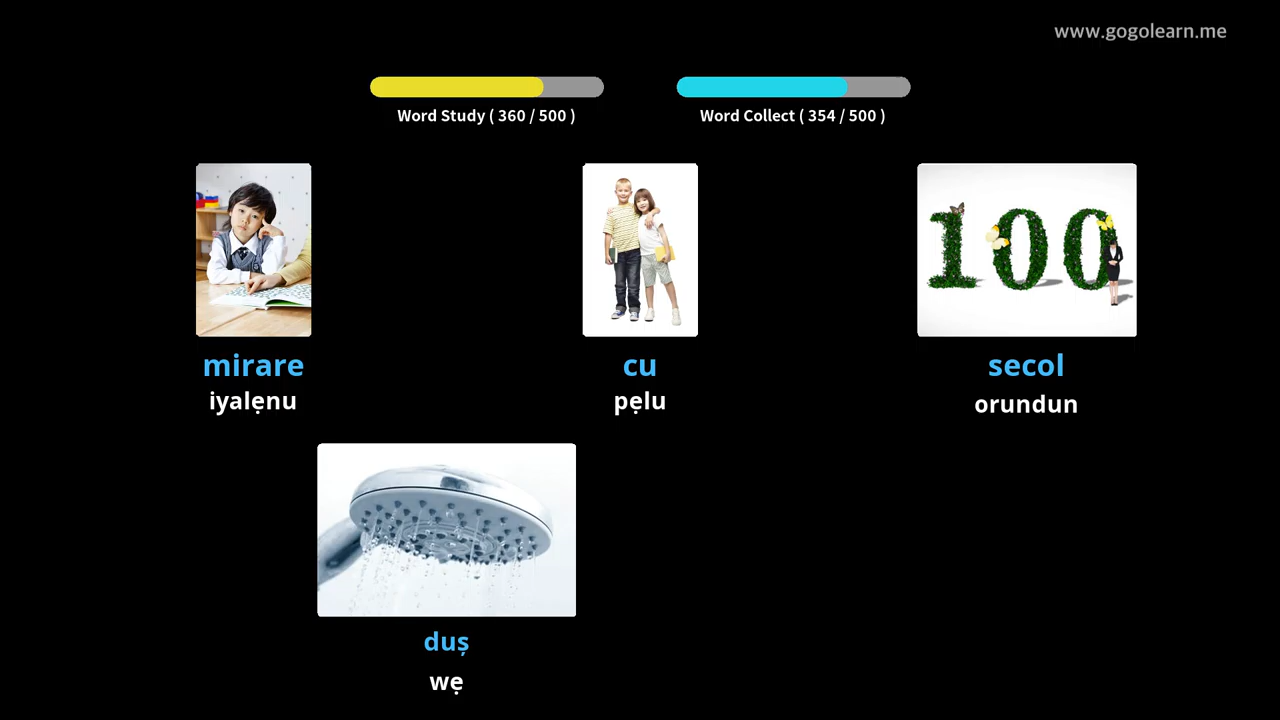 www.gogolearn.me
Word Study ( 360 / 500 )
Word Collect ( 354 / 500 )
mirare
iyalẹnu
cu
pẹlu
secol
orundun
duș
wẹ